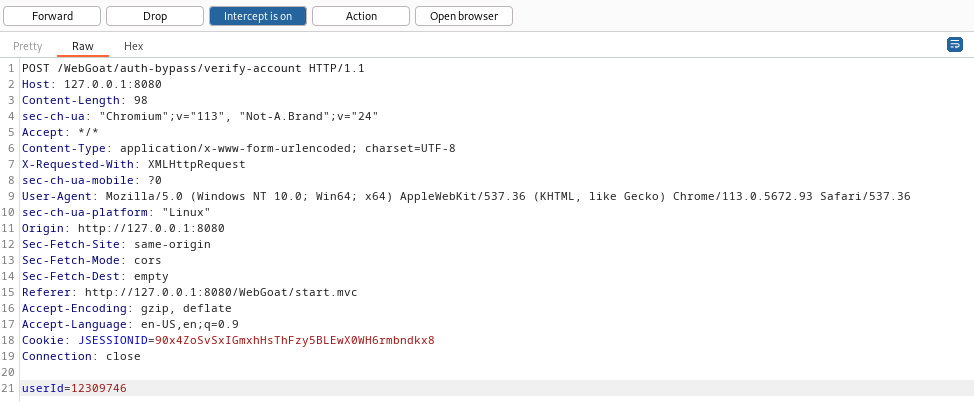 Forward Drop Intercept is on Action Open browser
Pretty Raw Hex
1 POST /WebGoat/auth-bypass/verify-account HTTP/1.1
2 Host: 127.0.0.1:8080
3 Content-Length: 98
4 sec-ch-ua: "Chromium";v="113", "Not-A.Brand";v="24"
5 Accept: */*
6 Content-Type: application/x-www-form-urlencoded; charset=UTF-8
7 X-Requested-With: XMLHttpRequest
8 sec-ch-ua-mobile: ?0
9 User-Agent: Mozilla/5.0 (Windows NT 10.0; Win64; x64) AppleWebKit/537.36 (KHTML, like Gecko) Chrome/113.0.5672.93 Safari/537.36
10 sec-ch-ua-platform: "Linux"
11 Origin: http://127.0.0.1:8080
12 Sec-Fetch-Site: same-origin
13 Sec-Fetch-Mode: cors
14 Sec-Fetch-Dest: empty
15 Referer: http://127.0.0.1:8080/WebGoat/start.mvc
16 Accept-Encoding: gzip, deflate
17 Accept-Language: en-US,en;q=0.9
18 Cookie: JSESSIONID=90x4ZoSvSxIGmxhHsThFzy5BLEwX0WH6rmbndkx8
19 Connection: close
20
21 userId=12309746